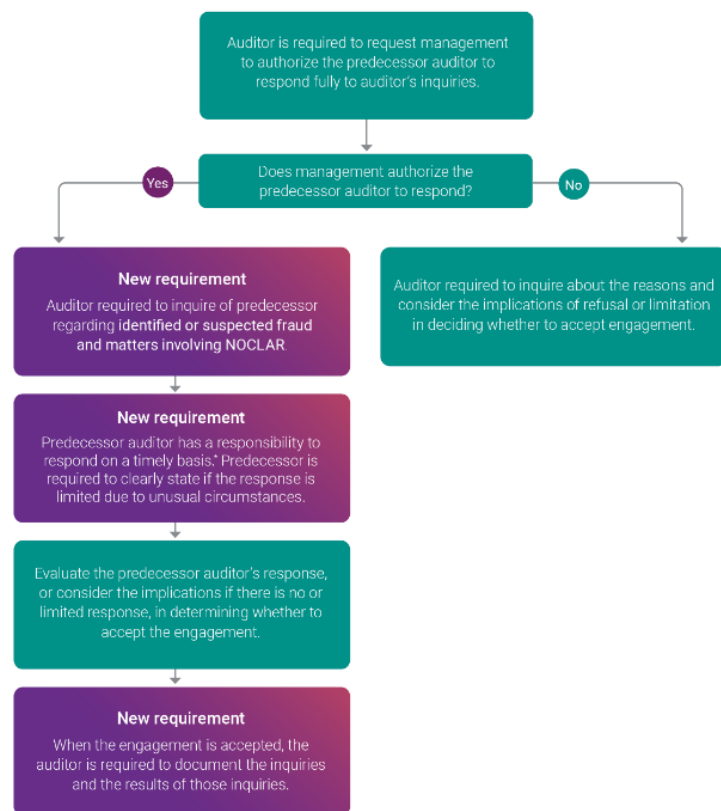 Auditor is required to request management
to authorize the predecessor auditor to
respond fully to auditor's inquiries.
Does management authorize the
predecessor auditor to respond?
Yes
No
New requirement
Auditor required to inquire of predecessor
regarding identified or suspected fraud
and matters involving NOCLAR.
Auditor required to inquire about the reasons and
consider the implications of refusal or limitation
in deciding whether to accept engagement.
New requirement
Predecessor auditor has a responsibility to
respond on a timely basis.* Predecessor is
required to clearly state if the response is
limited due to unusual circumstances.
Evaluate the predecessor auditor's response,
or consider the implications if there is no or
limited response, in determining whether to
accept the engagement.
New requirement
When the engagement is accepted, the
auditor is required to document the inquiries
and the results of those inquiries.